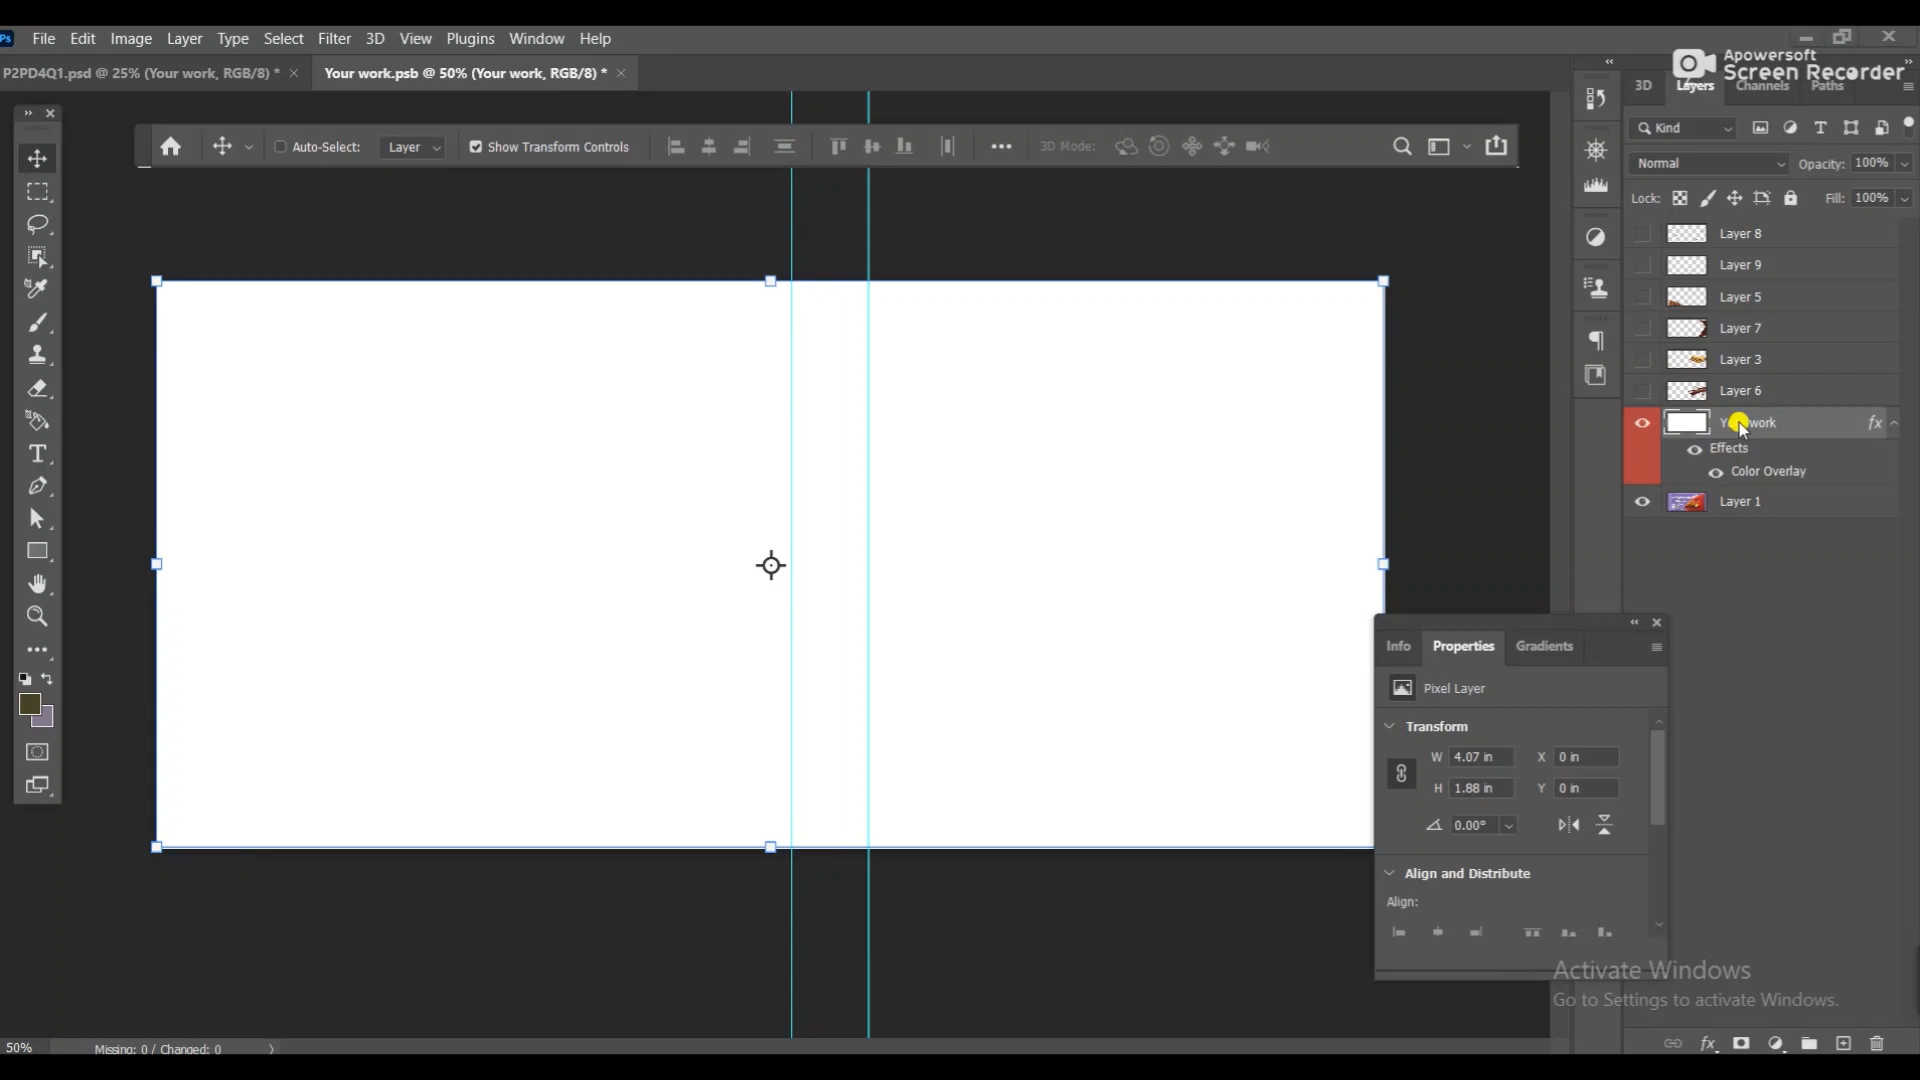 Ps File Edit Image Layer Type Select Filter 3D View Plugins Window Help
Apowersoft
Screen Recorder
P2PD4Q1.psd @ 25% (Your work, RGB/8) *
Your work.psb @ 50% (Your work, RGB/8) *
3D Layers Channels Paths
Auto-Select: Layer Show Transform Controls 3D Mode:
Kind
Normal Opacity: 100%
Lock: Fill: 100%
Layer 8
Layer 9
Layer 5
Layer 7
Layer 3
Layer 6
work fx
Effects
Color Overlay
Layer 1
Info Properties Gradients
Pixel Layer
Transform
W 4.07 in X 0 in
H 1.88 in Y 0 in
0.00°
Align and Distribute
Align:
Activate Windows
Go to Settings to activate Windows.
50% Missing: 0 / Changed: 0
fx